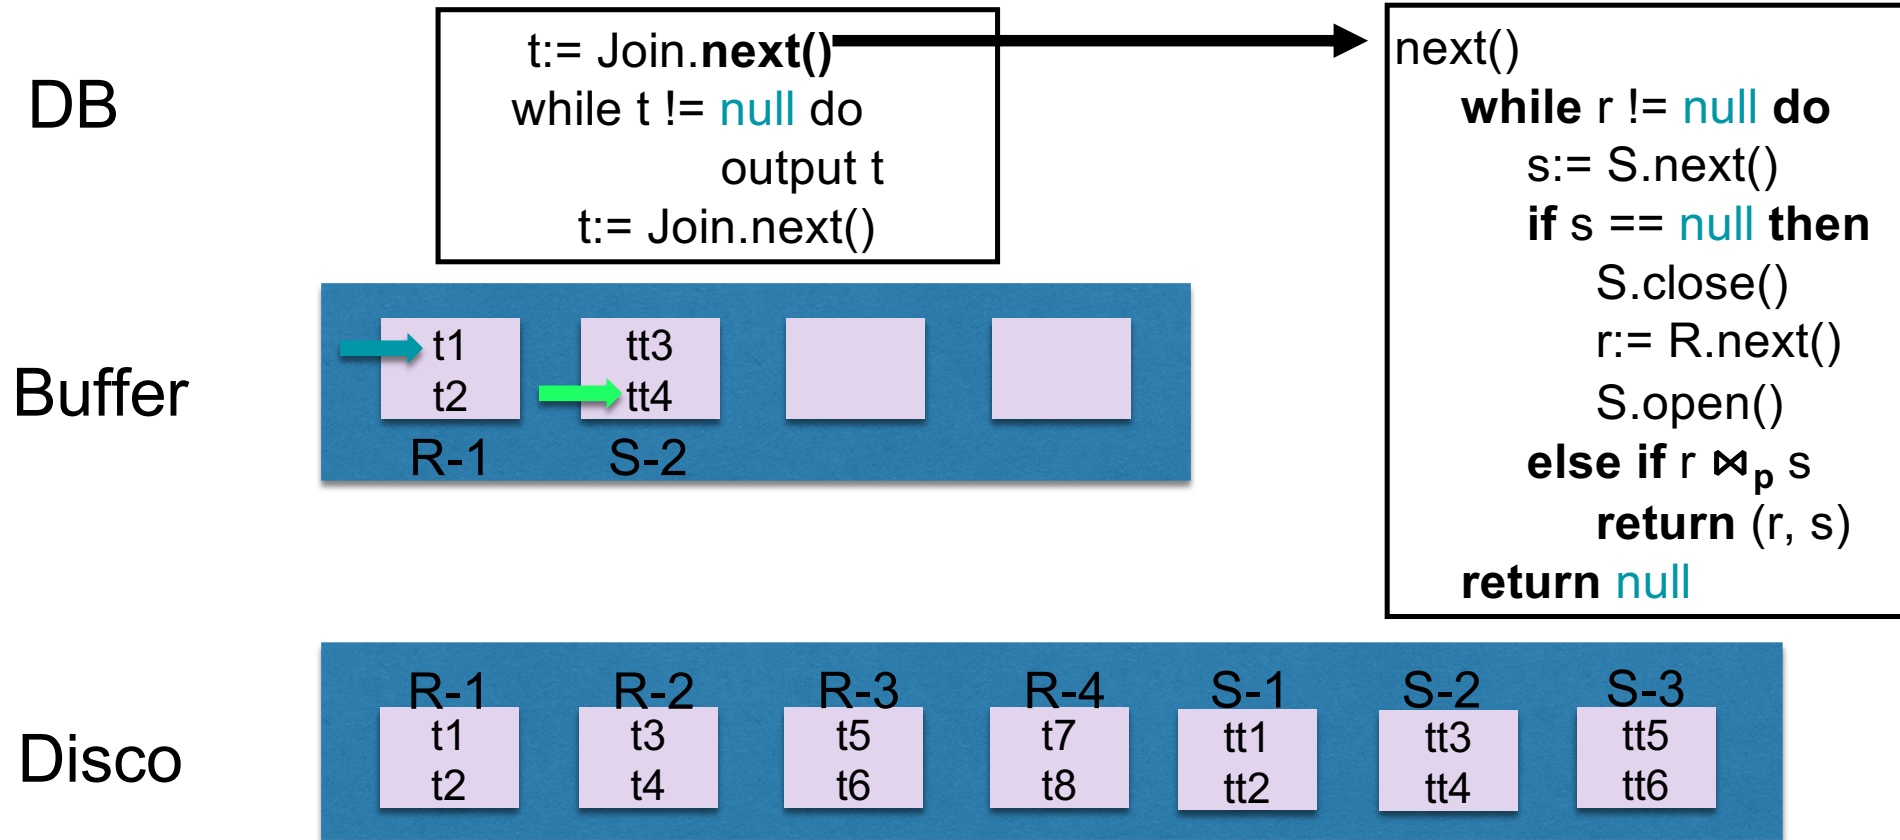 DB
t:= Join.next()
while t != null do
output t
t:= Join.next()
next()
while r != null do
s:= S.next()
if s == null then
S.close()
r:= R.next()
S.open()
else if r ⋈p s
return (r, s)
return null
Buffer
t1
t2
R-1
tt3
tt4
S-2
Disco
R-1
t1
t2
R-2
t3
t4
R-3
t5
t6
R-4
t7
t8
S-1
tt1
tt2
S-2
tt3
tt4
S-3
tt5
tt6